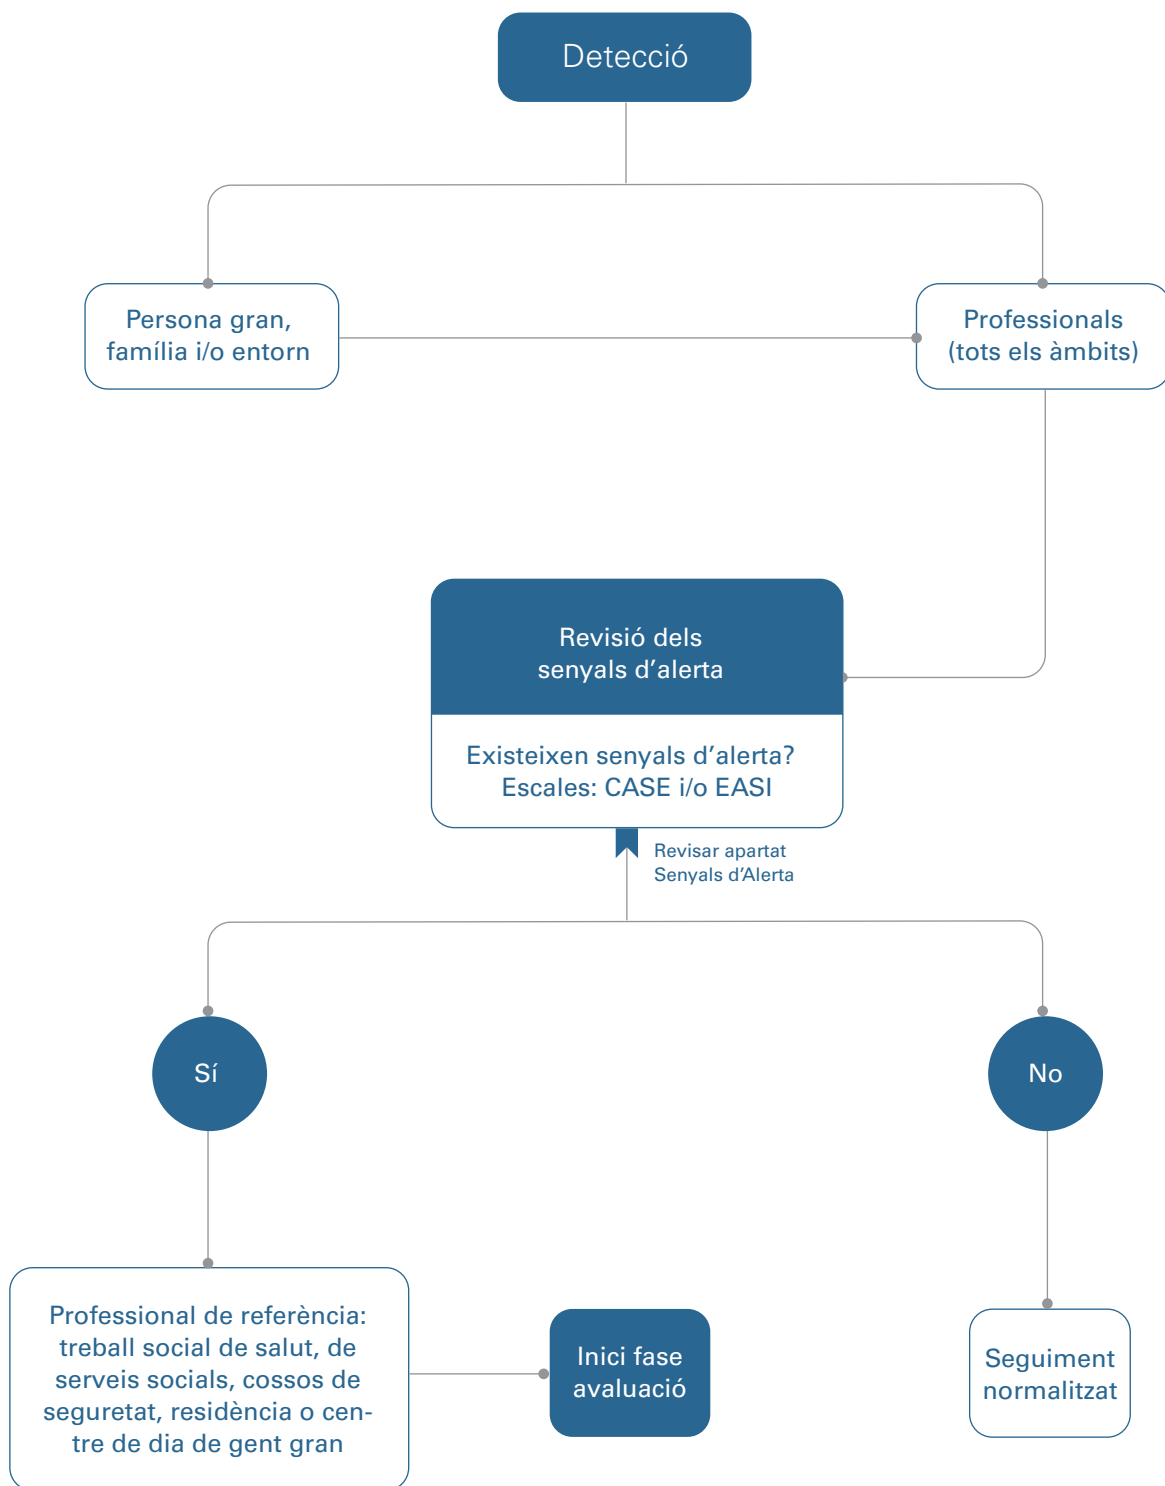 Detecció
Persona gran,
família i/o entorn
Professionals
(tots els àmbits)
Revisió dels
senyals d’alerta
Existeixen senyals d’alerta?
Escales: CASE i/o EASI
Revisar apartat
Senyals d’Alerta
Sí
No
Professional de referència:
treball social de salut, de
serveis socials, cossos de
seguretat, residència o cen-
tre de dia de gent gran
Inici fase
avaluació
Seguiment
normalitzat